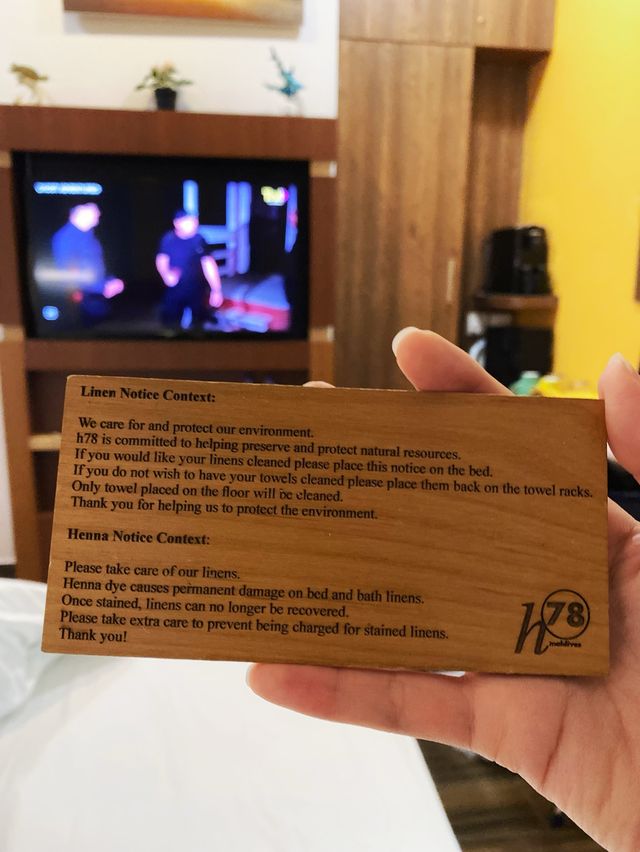 Linen Notice Context:
We care for and protect our environment.
h78 is committed to helping preserve and protect natural resources.
If you would like your linens cleaned please place this notice on the bed.
If you do not wish to have your towels cleaned please place them back on the towel racks.
Only towel placed on the floor will be cleaned.
Thank you for helping us to protect the environment.
Henna Notice Context:
Please take care of our linens.
Henna dye causes permanent damage on bed and bath linens.
Once stained, linens can no longer be recovered.
Please take extra care to prevent being charged for stained linens.
Thank you!
h78
maldives